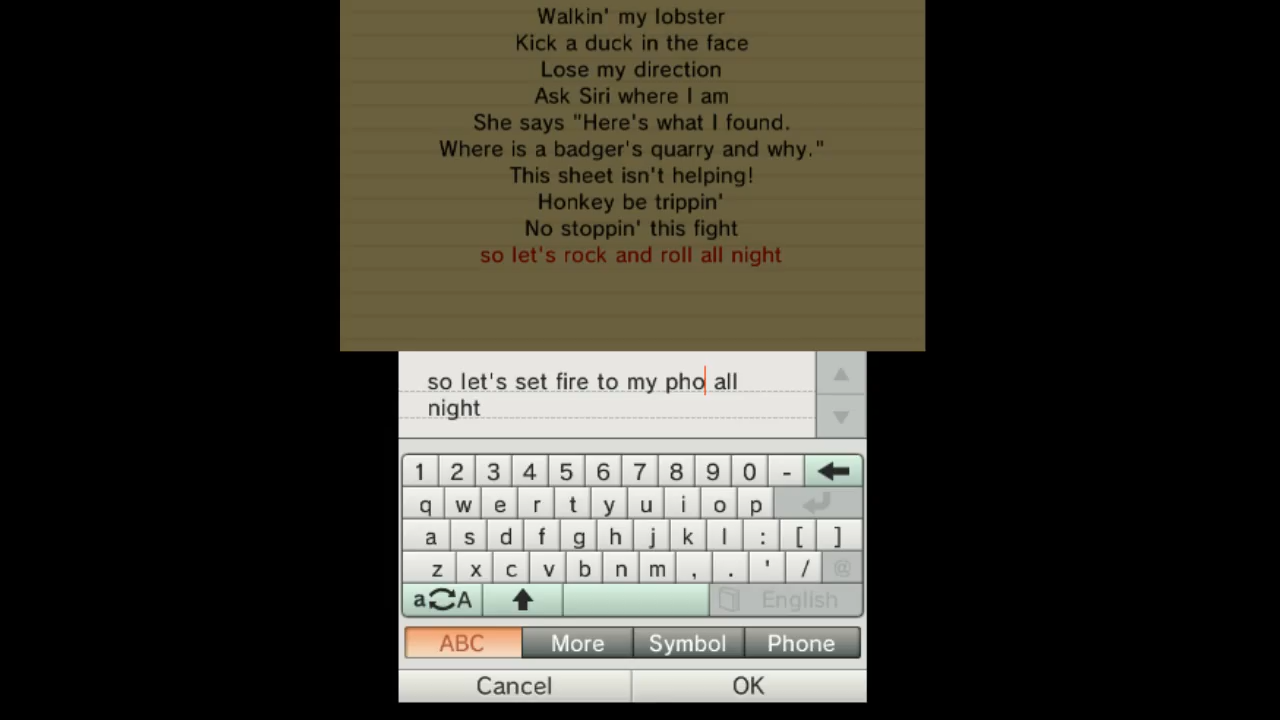 Walkin' my lobster
Kick a duck in the face
Lose my direction
Ask Siri where I am
She says "Here's what I found.
Where is a badger's quarry and why."
This sheet isn't helping!
Honkey be trippin'
No stoppin' this fight
so let's rock and roll all night
so let's set fire to my pho all
night
1 2 3 4 5 6 7 8 9 0 -
q w e r t y u i o p
a s d f g h j k l : [ ]
z x c v b n m , . ' / @
a A English
ABC More Symbol Phone
Cancel OK